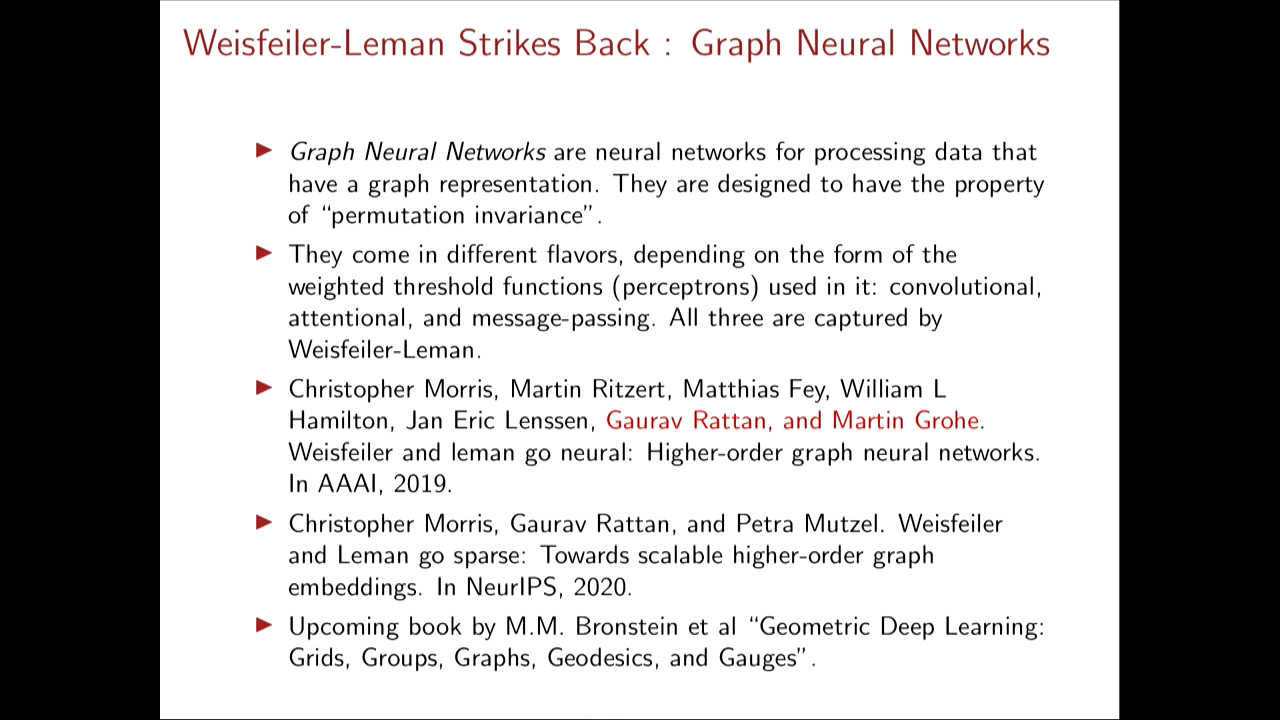 Weisfeiler-Leman Strikes Back : Graph Neural Networks
▶ Graph Neural Networks are neural networks for processing data that
have a graph representation. They are designed to have the property
of “permutation invariance”.
▶ They come in different flavors, depending on the form of the
weighted threshold functions (perceptrons) used in it: convolutional,
attentional, and message-passing. All three are captured by
Weisfeiler-Leman.
▶ Christopher Morris, Martin Ritzert, Matthias Fey, William L
Hamilton, Jan Eric Lenssen, Gaurav Rattan, and Martin Grohe.
Weisfeiler and leman go neural: Higher-order graph neural networks.
In AAAI, 2019.
▶ Christopher Morris, Gaurav Rattan, and Petra Mutzel. Weisfeiler
and Leman go sparse: Towards scalable higher-order graph
embeddings. In NeurIPS, 2020.
▶ Upcoming book by M.M. Bronstein et al “Geometric Deep Learning:
Grids, Groups, Graphs, Geodesics, and Gauges”.